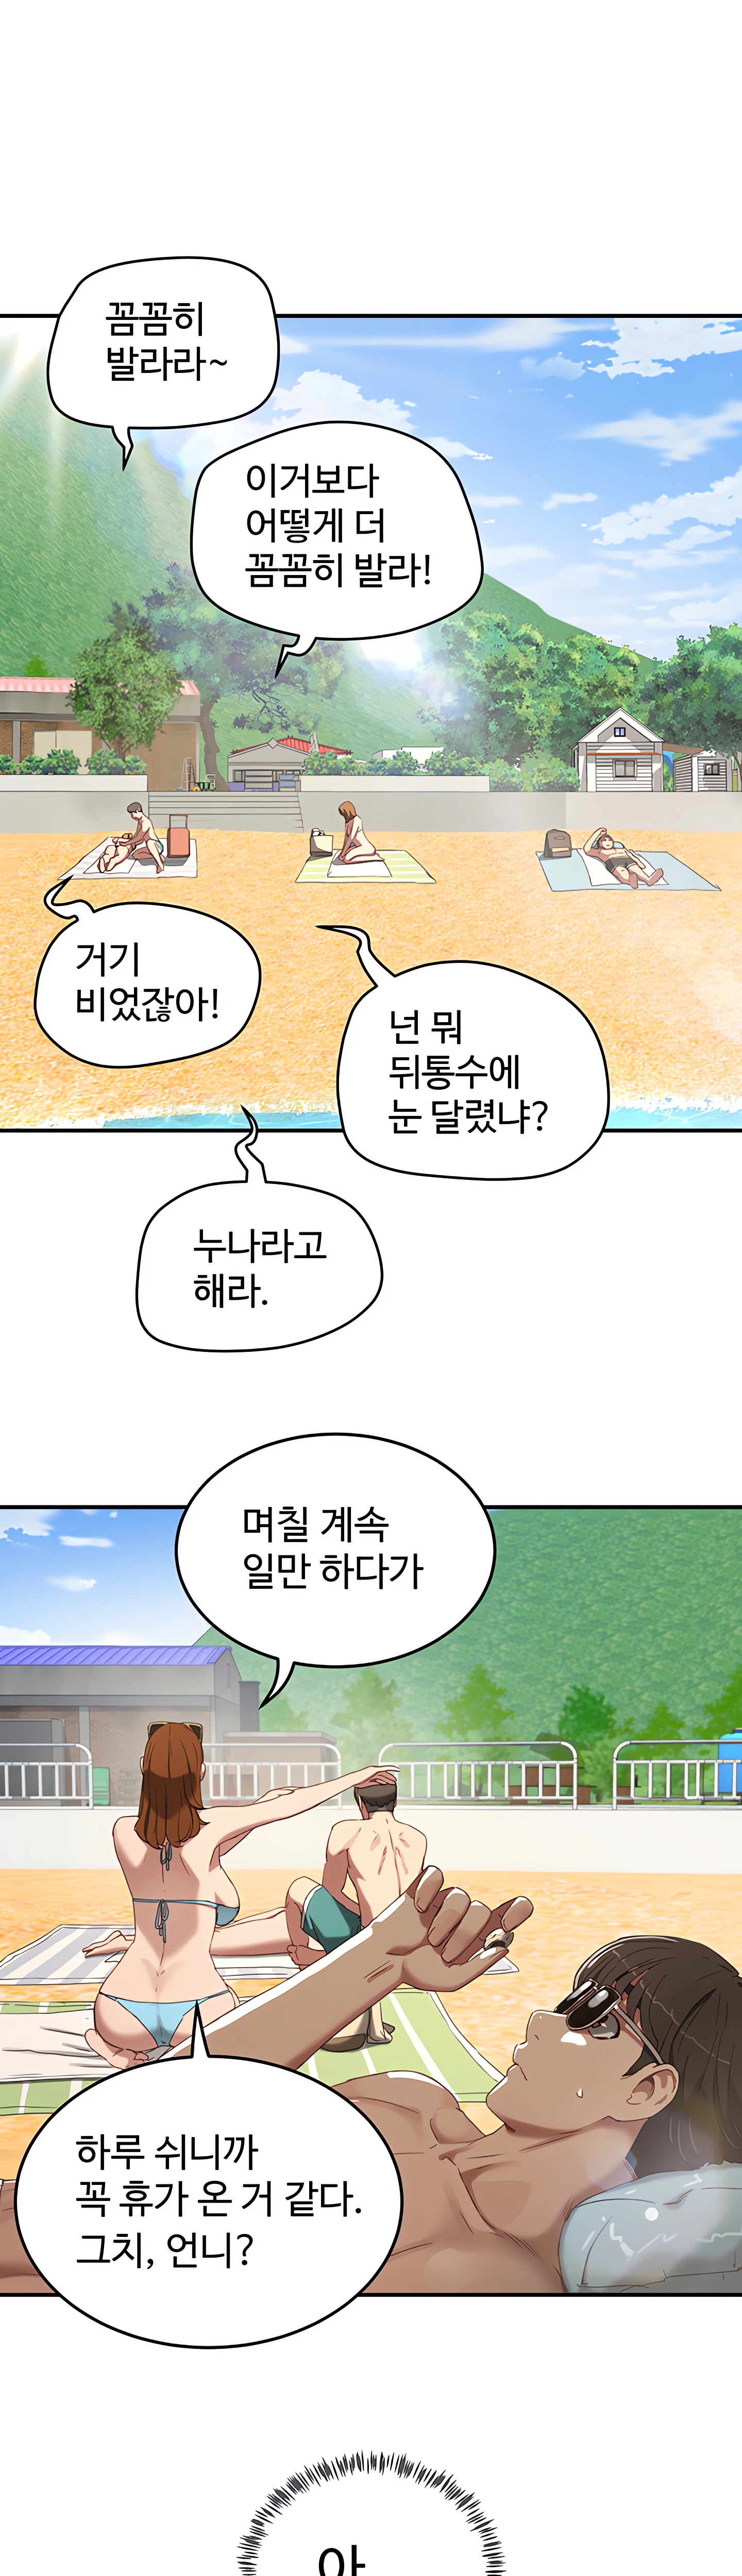 꼼꼼히
발라라~
이거보다
어떻게 더
꼼꼼히 발라!
거기
비었잖아!
넌 뭐
뒤통수에
눈 달렸냐?
누나라고
해라.
며칠 계속
일만 하다가
하루 쉬니까
꼭 휴가 온 거 같다.
그치, 언니?